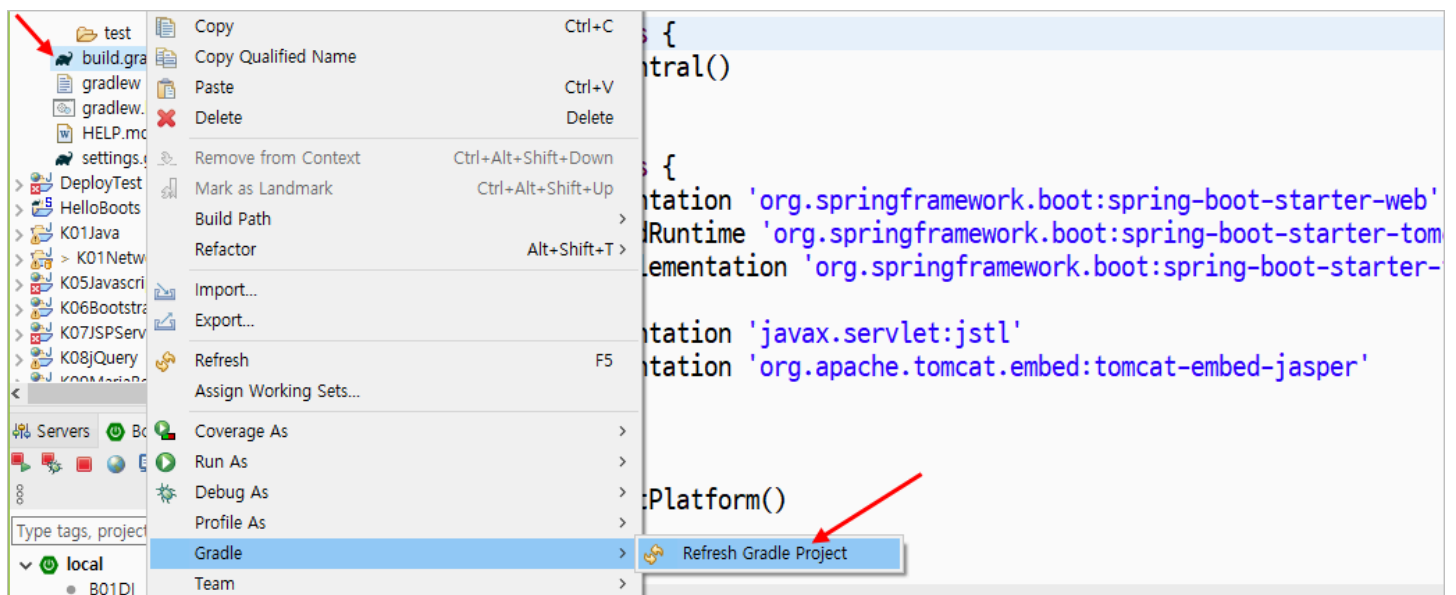 test
build.gra
gradlew
gradlew.
HELP.md
settings.g
DeployTest
HelloBoots
K01Java
> K01Netw
K05Javascri
K06Bootstra
K07JSPServ
K08jQuery
Servers
Type tags, project
local
B01DI
Copy Ctrl+C
Copy Qualified Name
Paste Ctrl+V
Delete Delete
Remove from Context Ctrl+Alt+Shift+Down
Mark as Landmark Ctrl+Alt+Shift+Up
Build Path
Refactor Alt+Shift+T
Import...
Export...
Refresh F5
Assign Working Sets...
Coverage As
Run As
Debug As
Profile As
Gradle
Team
Refresh Gradle Project
s {
ntral()
s {
ntation 'org.springframework.boot:spring-boot-starter-web'
dRuntime 'org.springframework.boot:spring-boot-starter-tom
lementation 'org.springframework.boot:spring-boot-starter-
ntation 'javax.servlet:jstl'
ntation 'org.apache.tomcat.embed:tomcat-embed-jasper'
tPlatform()